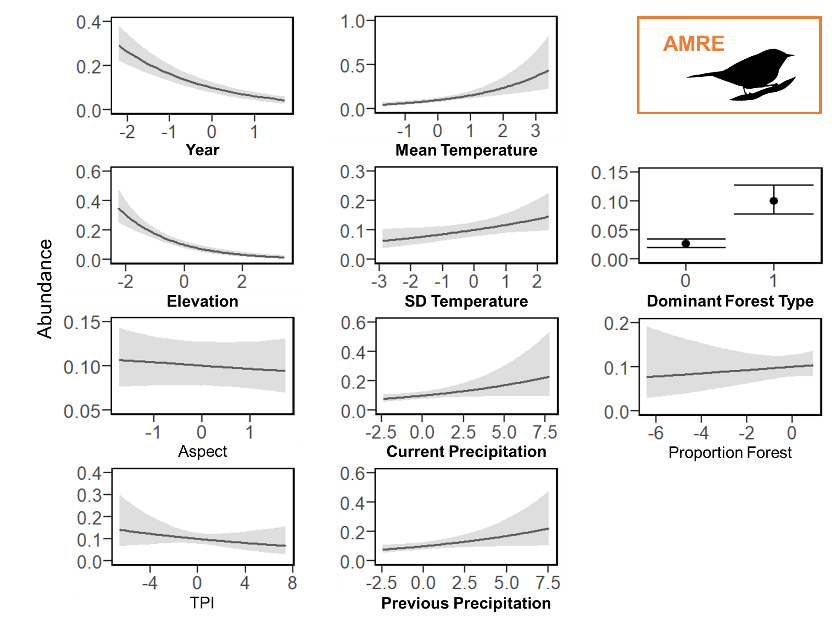 Abundance
0.4
0.2
0.0
-2 -1 0 1
Year
1.0
0.5
0.0
-1 0 1 2 3
Mean Temperature
AMRE
0.6
0.4
0.2
0.0
-2 0 2
Elevation
0.3
0.2
0.1
0.0
-3 -2 -1 0 1 2
SD Temperature
0.15
0.10
0.05
0.00
0 1
Dominant Forest Type
0.15
0.10
0.05
-1 0 1
Aspect
0.6
0.4
0.2
0.0
-2.5 0.0 2.5 5.0 7.5
Current Precipitation
0.2
0.1
0.0
-6 -4 -2 0
Proportion Forest
0.4
0.3
0.2
0.1
0.0
-4 0 4 8
TPI
0.6
0.4
0.2
0.0
-2.5 0.0 2.5 5.0 7.5
Previous Precipitation